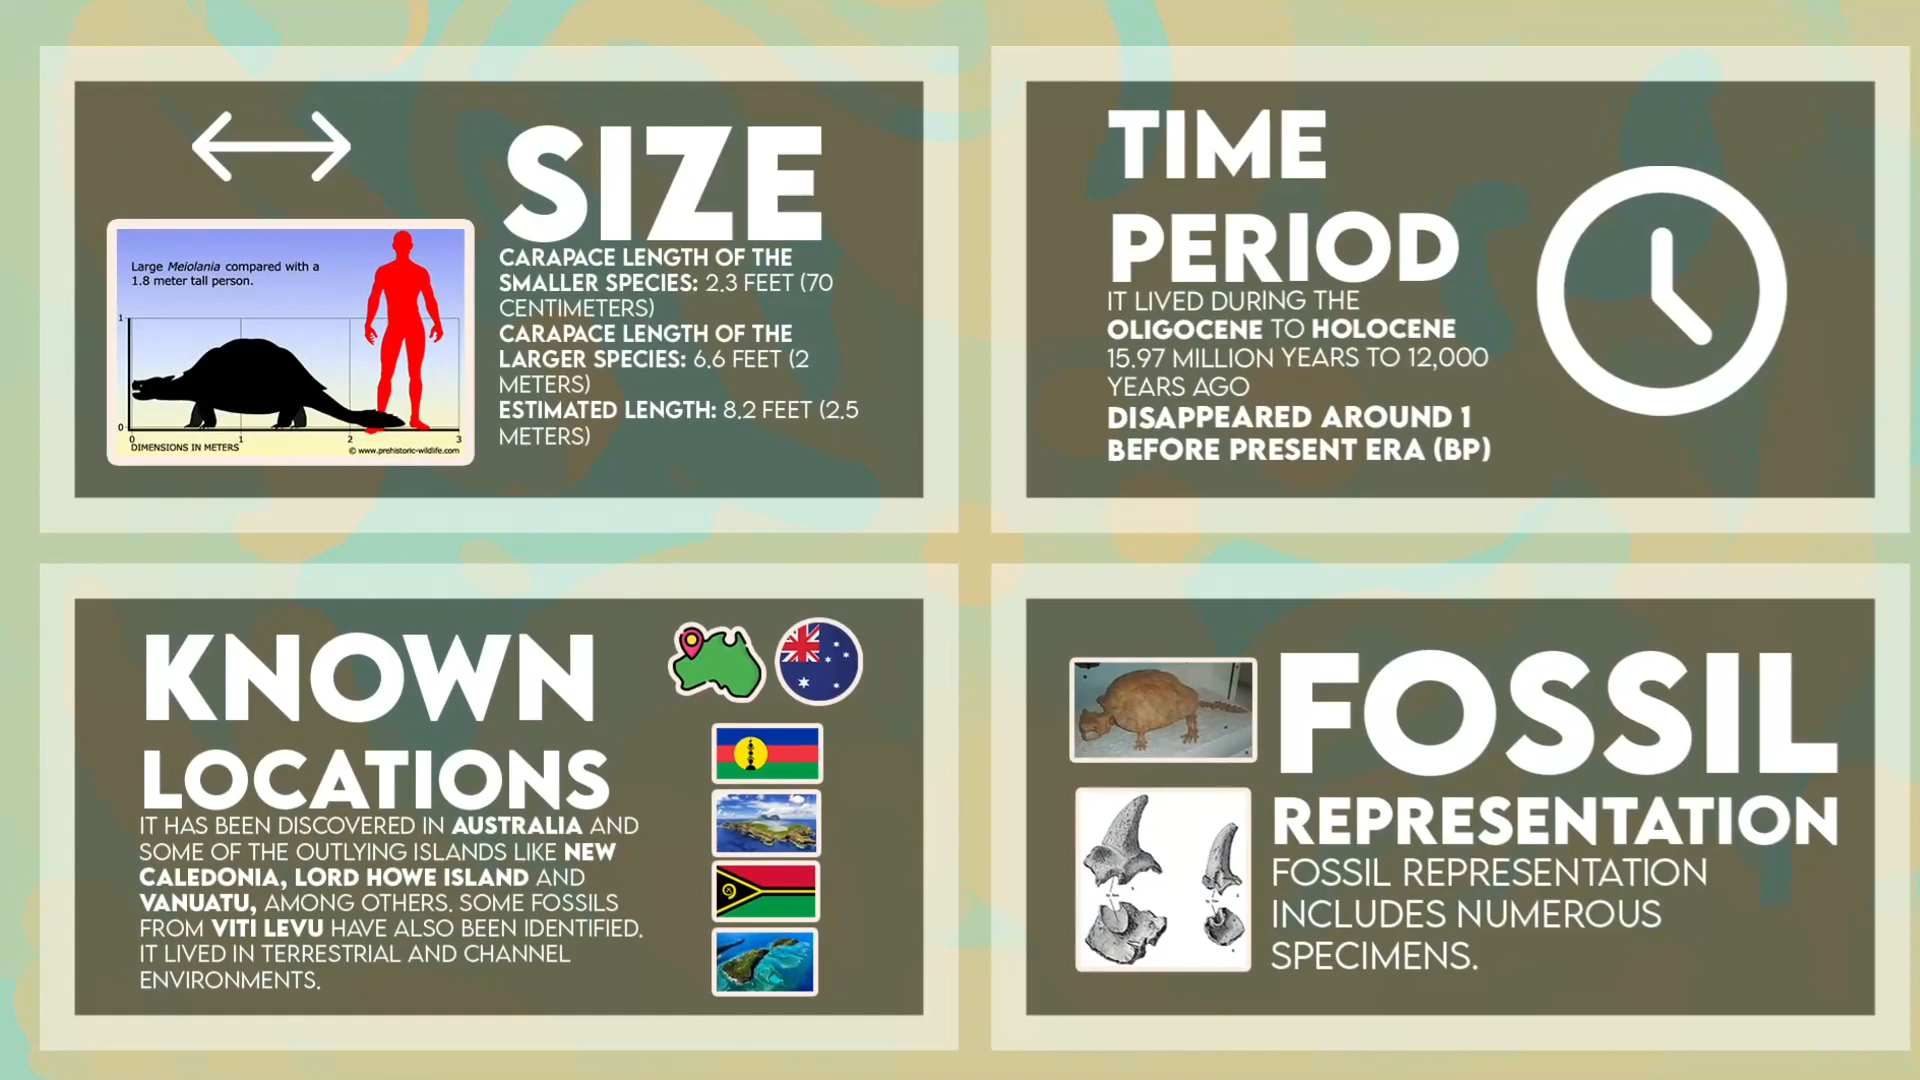 SIZE
CARAPACE LENGTH OF THE
SMALLER SPECIES: 2.3 FEET (70
CENTIMETERS)
CARAPACE LENGTH OF THE
LARGER SPECIES: 6.6 FEET (2
METERS)
ESTIMATED LENGTH: 8.2 FEET (2.5
METERS)
Large Meiolania compared with a
1.8 meter tall person.
1
0
0 1 2 3
DIMENSIONS IN METERS
© www.prehistoric-wildlife.com
TIME
PERIOD
IT LIVED DURING THE
OLIGOCENE TO HOLOCENE
15.97 MILLION YEARS TO 12,000
YEARS AGO
DISAPPEARED AROUND 1
BEFORE PRESENT ERA (BP)
KNOWN
LOCATIONS
IT HAS BEEN DISCOVERED IN AUSTRALIA AND
SOME OF THE OUTLYING ISLANDS LIKE NEW
CALEDONIA, LORD HOWE ISLAND AND
VANUATU, AMONG OTHERS. SOME FOSSILS
FROM VITI LEVU HAVE ALSO BEEN IDENTIFIED.
IT LIVED IN TERRESTRIAL AND CHANNEL
ENVIRONMENTS.
FOSSIL
REPRESENTATION
FOSSIL REPRESENTATION
INCLUDES NUMEROUS
SPECIMENS.